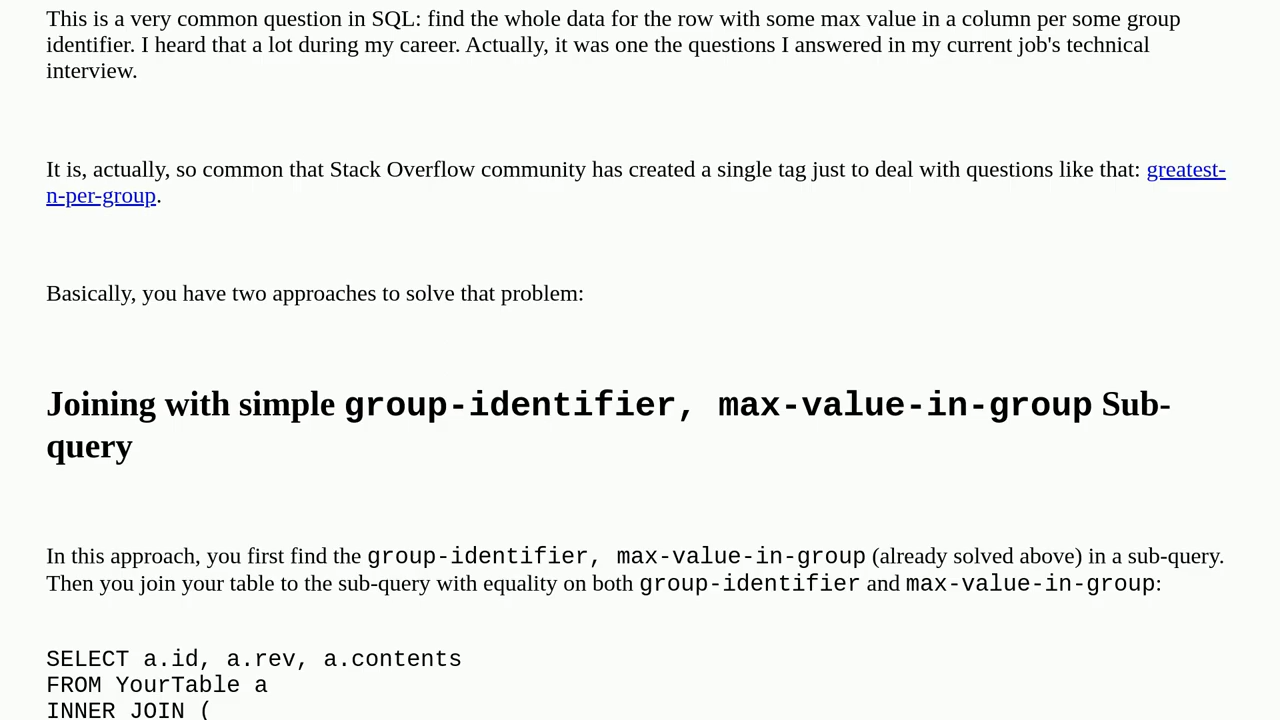 This is a very common question in SQL: find the whole data for the row with some max value in a column per some group
identifier. I heard that a lot during my career. Actually, it was one the questions I answered in my current job's technical
interview.
It is, actually, so common that Stack Overflow community has created a single tag just to deal with questions like that: greatest-
n-per-group.
Basically, you have two approaches to solve that problem:
Joining with simple group-identifier, max-value-in-group Sub-
query
In this approach, you first find the group-identifier, max-value-in-group (already solved above) in a sub-query.
Then you join your table to the sub-query with equality on both group-identifier and max-value-in-group:
SELECT a.id, a.rev, a.contents
FROM YourTable a
INNER JOIN (